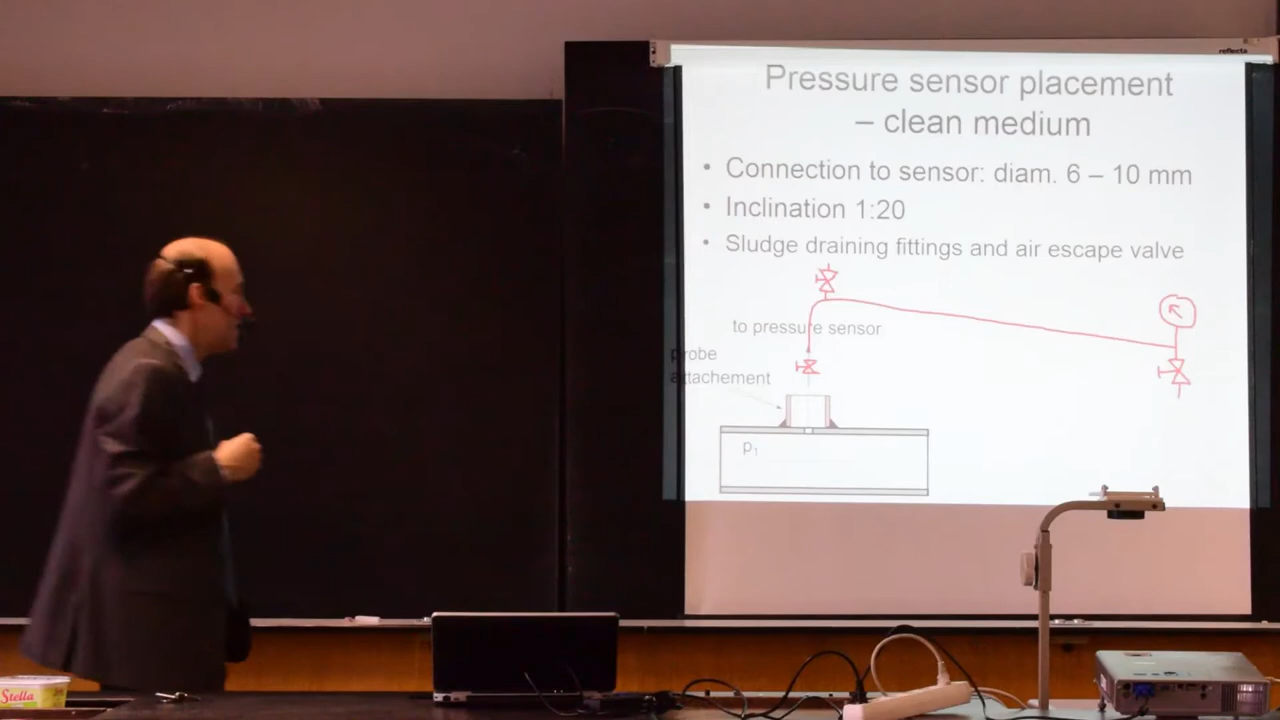 reflecta
Pressure sensor placement
– clean medium
• Connection to sensor: diam. 6 – 10 mm
• Inclination 1:20
• Sludge draining fittings and air escape valve
to pressure sensor
probe
attachement
p₁
Stella